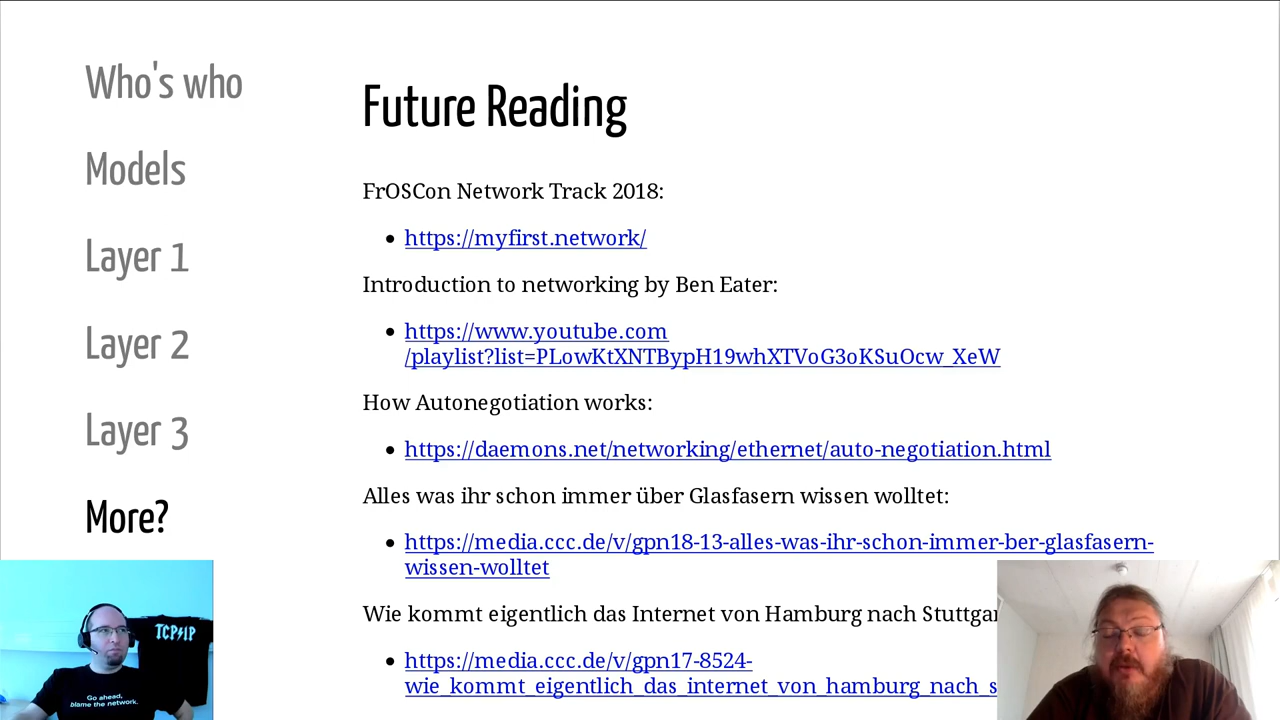 Who's who
Models
Layer 1
Layer 2
Layer 3
More?
Future Reading
FrOSCon Network Track 2018:
https://myfirst.network/
Introduction to networking by Ben Eater:
https://www.youtube.com
/playlist?list=PLowKtXNTBypH19whXTVoG3oKSuOcw_XeW
How Autonegotiation works:
https://daemons.net/networking/ethernet/auto-negotiation.html
Alles was ihr schon immer über Glasfasern wissen wolltet:
https://media.ccc.de/v/gpn18-13-alles-was-ihr-schon-immer-ber-glasfasern-
wissen-wolltet
Wie kommt eigentlich das Internet von Hamburg nach Stuttgar
https://media.ccc.de/v/gpn17-8524-
wie_kommt_eigentlich_das_internet_von_hamburg_nach_s
TCP/IP
Go ahead,
blame the network.